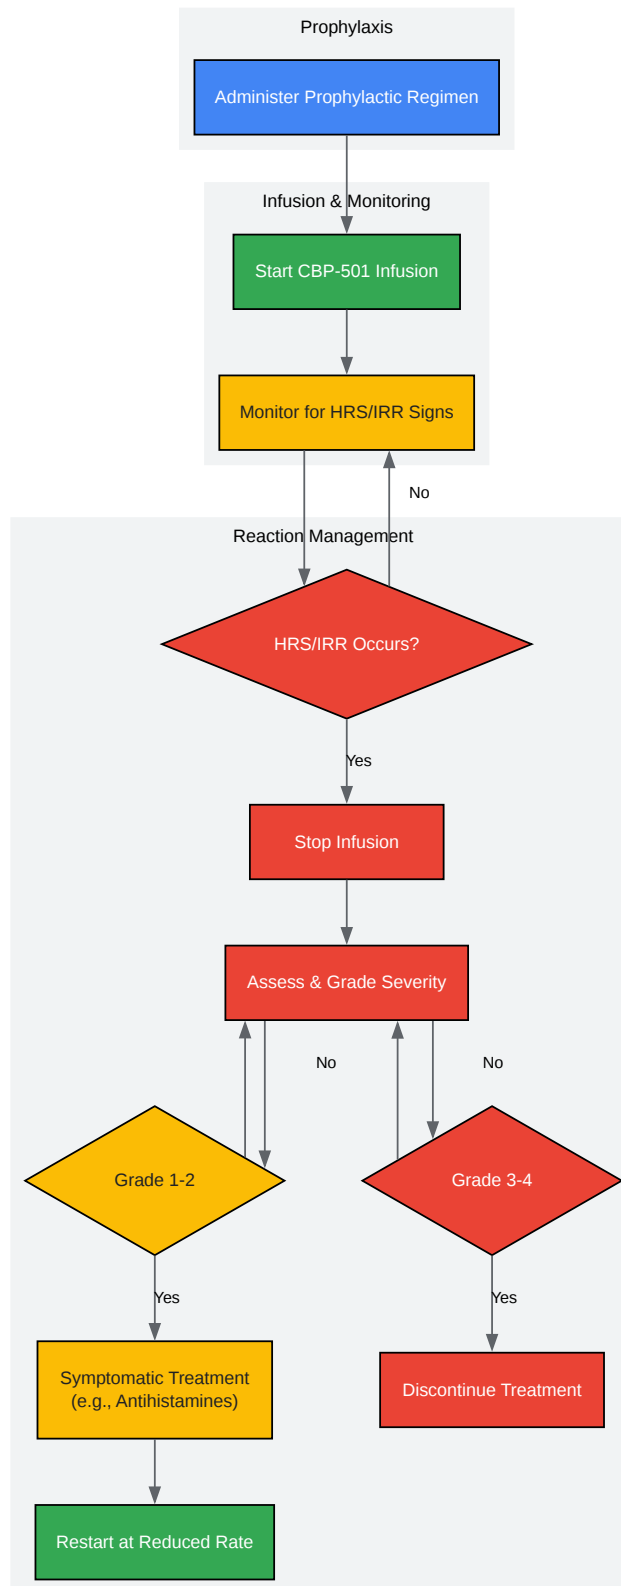 Prophylaxis
Administer Prophylactic Regimen
Infusion & Monitoring
Start CBP-501 Infusion
Monitor for HRS/IRR Signs
No
Reaction Management
HRS/IRR Occurs?
Yes
Stop Infusion
Assess & Grade Severity
No
No
Grade 1-2
Grade 3-4
Yes
Yes
Symptomatic Treatment
(e.g., Antihistamines)
Discontinue Treatment
Restart at Reduced Rate